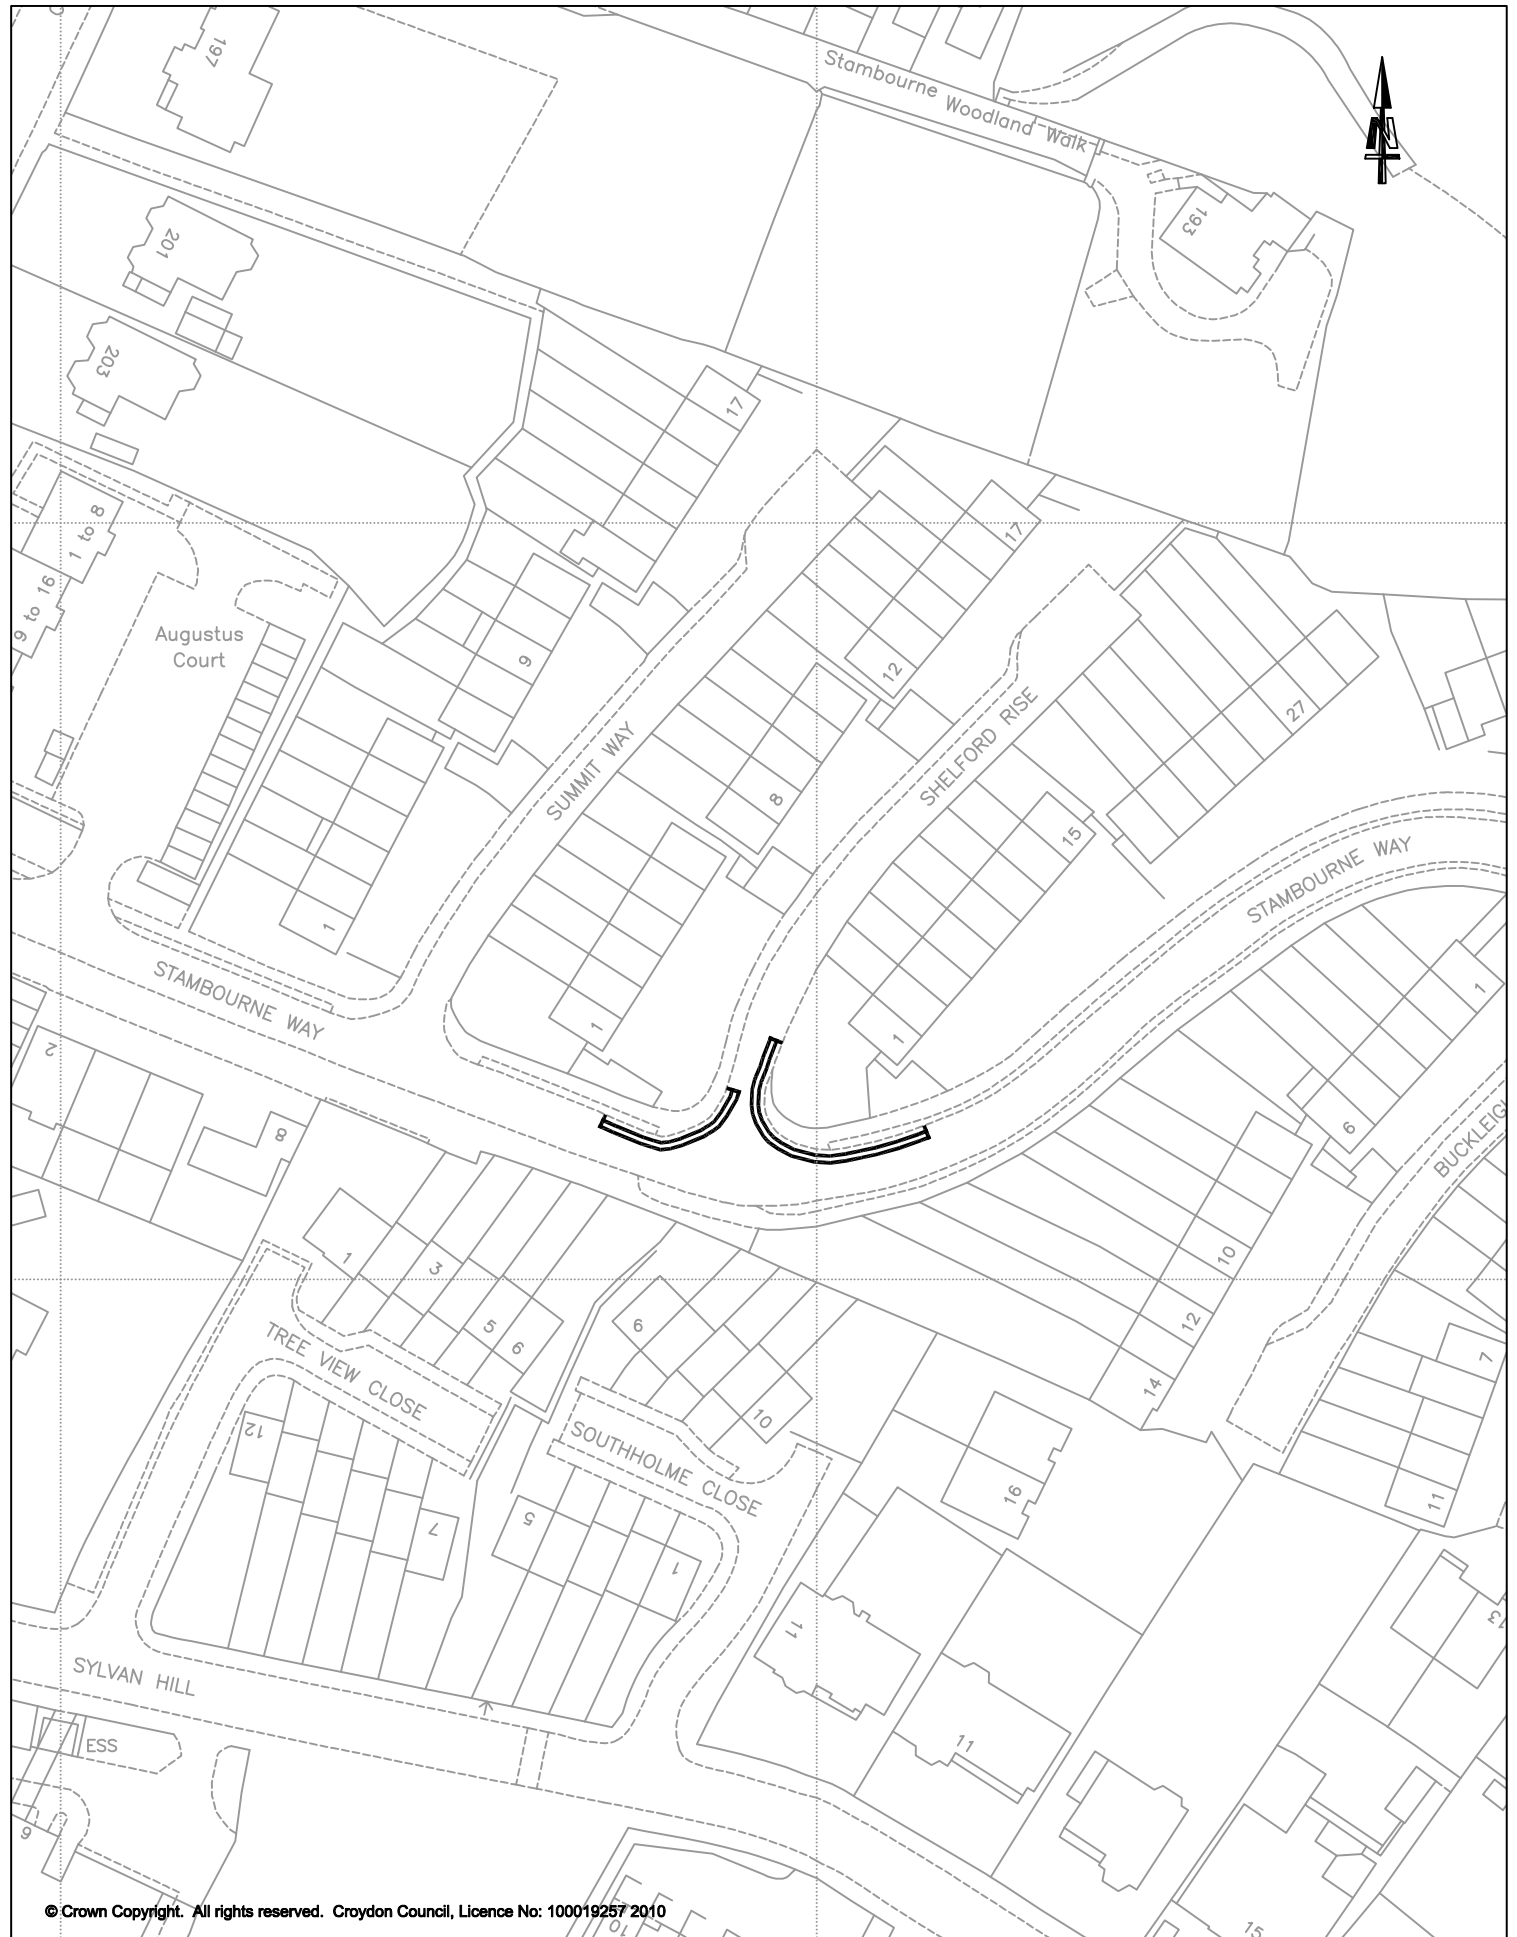 197
Stambourne Woodland Walk
N
201
193
203
17
17
1 to 8
9 to 16
Augustus
Court
9
12
SUMMIT WAY
SHELFORD RISE
27
8
15
STAMBOURNE WAY
1
STAMBOURNE WAY
1
1
1
2
8
6
1
3
5
6
6
10
12
14
10
7
11
TREE VIEW CLOSE
SOUTHHOLME CLOSE
12
7
5
1
16
11
11
13
SYLVAN HILL
ESS
9
15
© Crown Copyright. All rights reserved. Croydon Council, Licence No: 100019257 2010